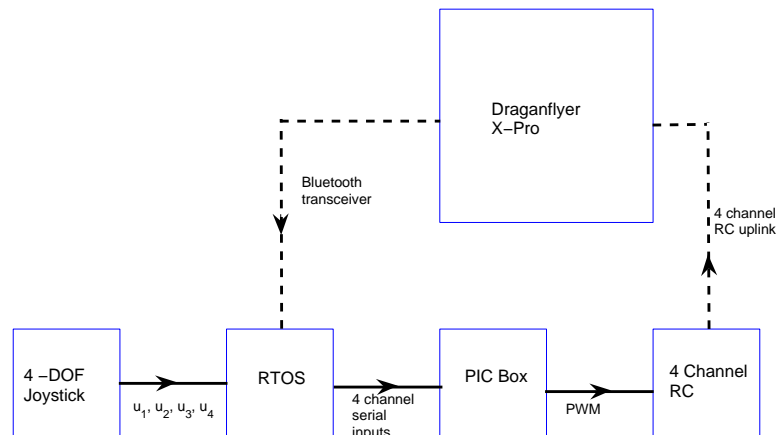 Draganflyer
X−Pro
Bluetooth
transceiver
4 channel
RC uplink
4 −DOF
Joystick
RTOS
PIC Box
4 Channel
RC
u1, u2, u3, u4
4 channel
serial
inputs
PWM